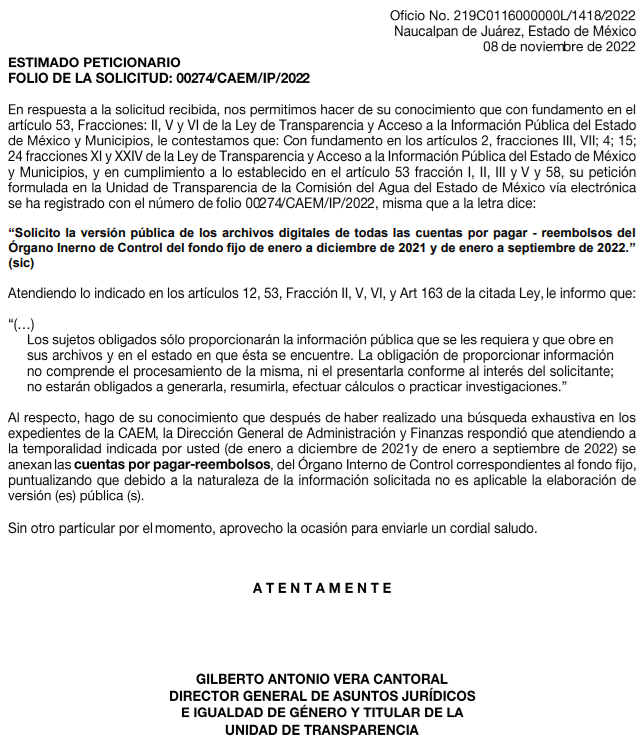 Oficio No. 219C0116000000L/1418/2022
Naucalpan de Juárez, Estado de México
08 de noviembre de 2022
ESTIMADO PETICIONARIO
FOLIO DE LA SOLICITUD: 00274/CAEM/IP/2022
En respuesta a la solicitud recibida, nos permitimos hacer de su conocimiento que con fundamento en el
artículo 53, Fracciones: II, V y VI de la Ley de Transparencia y Acceso a la Información Pública del Estado
de México y Municipios, le contestamos que: Con fundamento en los artículos 2, fracciones III, VII; 4; 15;
24 fracciones XI y XXIV de la Ley de Transparencia y Acceso a la Información Pública del Estado de México
y Municipios, y en cumplimiento a lo establecido en el artículo 53 fracción I, II, III y V y 58, su petición
formulada en la Unidad de Transparencia de la Comisión del Agua del Estado de México vía electrónica
se ha registrado con el número de folio 00274/CAEM/IP/2022, misma que a la letra dice:
“Solicito la versión pública de los archivos digitales de todas las cuentas por pagar - reembolsos del
Órgano Inerno de Control del fondo fijo de enero a diciembre de 2021 y de enero a septiembre de 2022.”
(sic)
Atendiendo lo indicado en los artículos 12, 53, Fracción II, V, VI, y Art 163 de la citada Ley, le informo que:
“(…)
Los sujetos obligados sólo proporcionarán la información pública que se les requiera y que obre en
sus archivos y en el estado en que ésta se encuentre. La obligación de proporcionar información
no comprende el procesamiento de la misma, ni el presentarla conforme al interés del solicitante;
no estarán obligados a generarla, resumirla, efectuar cálculos o practicar investigaciones.”
Al respecto, hago de su conocimiento que después de haber realizado una búsqueda exhaustiva en los
expedientes de la CAEM, la Dirección General de Administración y Finanzas respondió que atendiendo a
la temporalidad indicada por usted (de enero a diciembre de 2021y de enero a septiembre de 2022) se
anexan las cuentas por pagar-reembolsos, del Órgano Interno de Control correspondientes al fondo fijo,
puntualizando que debido a la naturaleza de la información solicitada no es aplicable la elaboración de
versión (es) pública (s).
Sin otro particular por el momento, aprovecho la ocasión para enviarle un cordial saludo.
A T E N T A M E N T E
GILBERTO ANTONIO VERA CANTORAL
DIRECTOR GENERAL DE ASUNTOS JURÍDICOS
E IGUALDAD DE GÉNERO Y TITULAR DE LA
UNIDAD DE TRANSPARENCIA